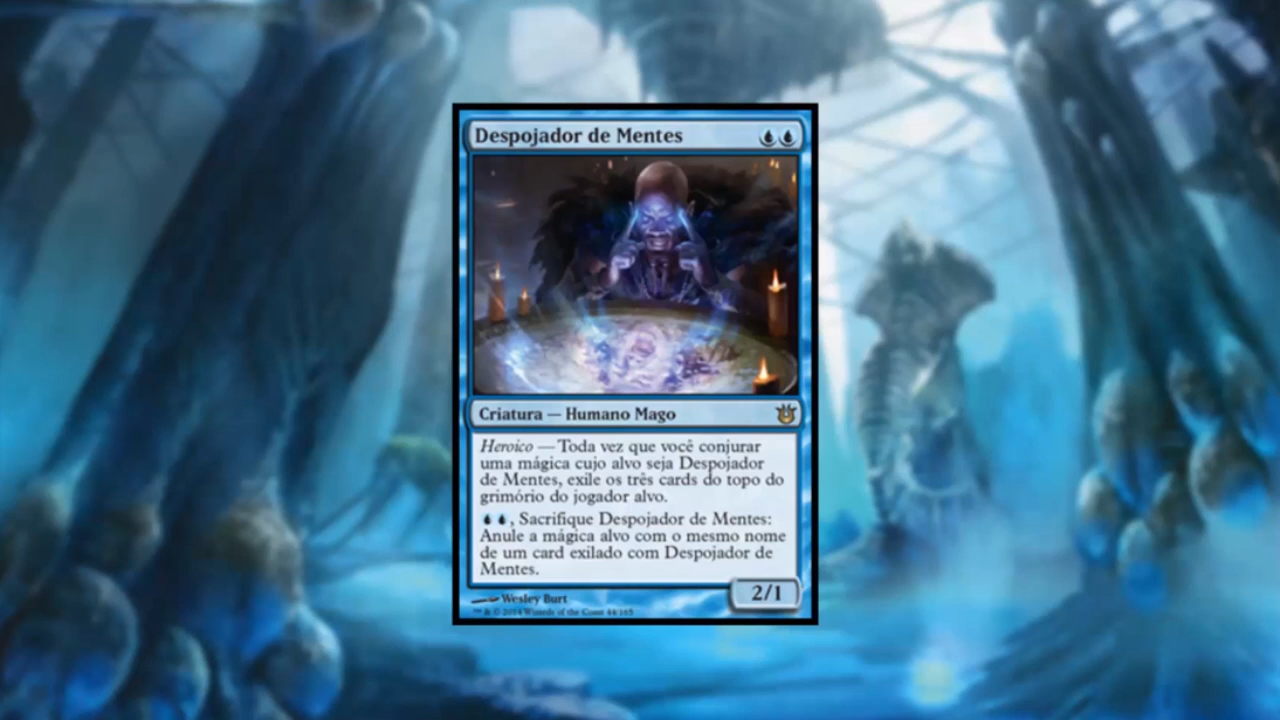 Despojador de Mentes
Criatura — Humano Mago
Heroico — Toda vez que você conjurar
uma mágica cujo alvo seja Despojador
de Mentes, exile os três cards do topo do
grimório do jogador alvo.
, Sacrifique Despojador de Mentes:
Anule a mágica alvo com o mesmo nome
de um card exilado com Despojador de
Mentes.
2/1
Wesley Burt
™ & © 2014 Wizards of the Coast 44/165